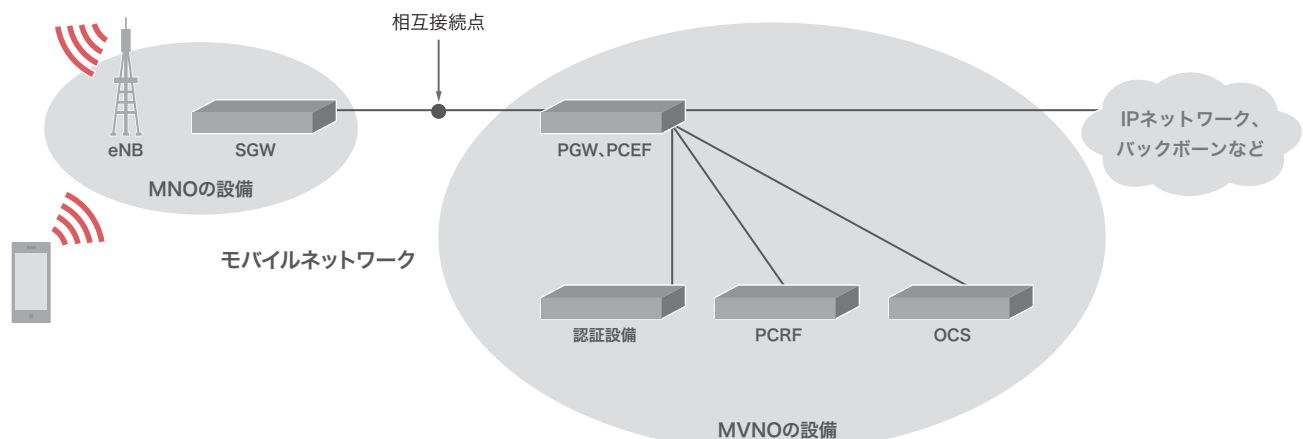 相互接続点
eNB
SGW
MNOの設備
PGW、PCEF
IPネットワーク、
バックボーンなど
モバイルネットワーク
認証設備
PCRF
OCS
MVNOの設備